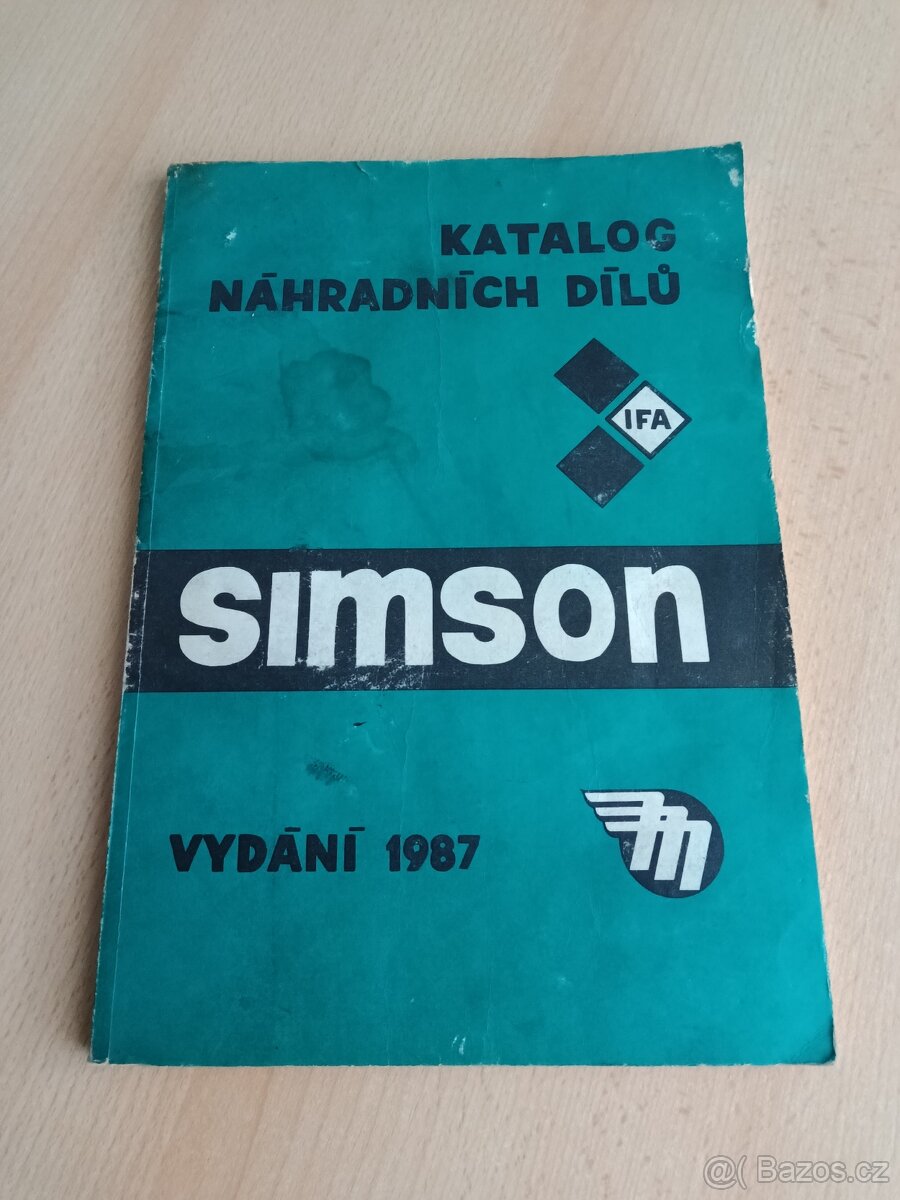 KATALOG
NÁHRADNÍCH DÍLŮ
IFA
simson
VYDÁNÍ 1987
@( Bazos.cz